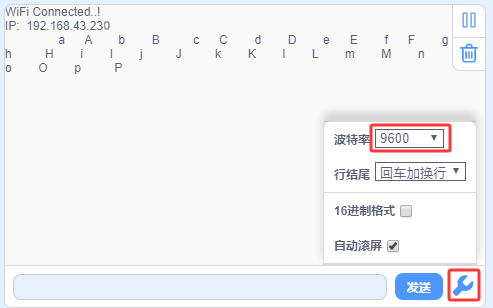 WiFi Connected..!
IP: 192.168.43.230
a A b B c C d D e E f F g
h H i I j J k K l L m M n
o O p P
波特率 9600
行结尾 回车加换行
16进制格式
自动滚屏
发送